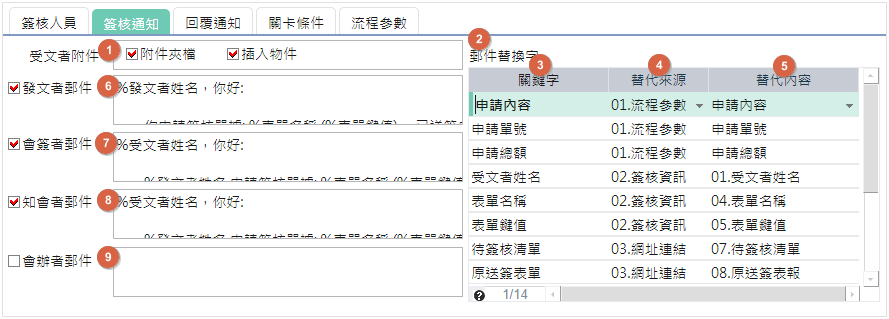 簽核人員 簽核通知 回覆通知 關卡條件 流程參數
受文者附件 1 附件夾檔 插入物件
發文者郵件 6 %發文者姓名，你好:
會簽者郵件 7 %受文者姓名，你好:
知會者郵件 8 %受文者姓名，你好:
會辦者郵件 9
2 郵件替換字
3 4 5
關鍵字 替代來源 替代內容
申請內容 01.流程參數 申請內容
申請單號 01.流程參數 申請單號
申請總額 01.流程參數 申請總額
受文者姓名 02.簽核資訊 01.受文者姓名
表單名稱 02.簽核資訊 04.表單名稱
表單鍵值 02.簽核資訊 05.表單鍵值
待簽核清單 03.網址連結 07.待簽核清單
原送簽表單 03.網址連結 08.原送簽表報
? 1/14